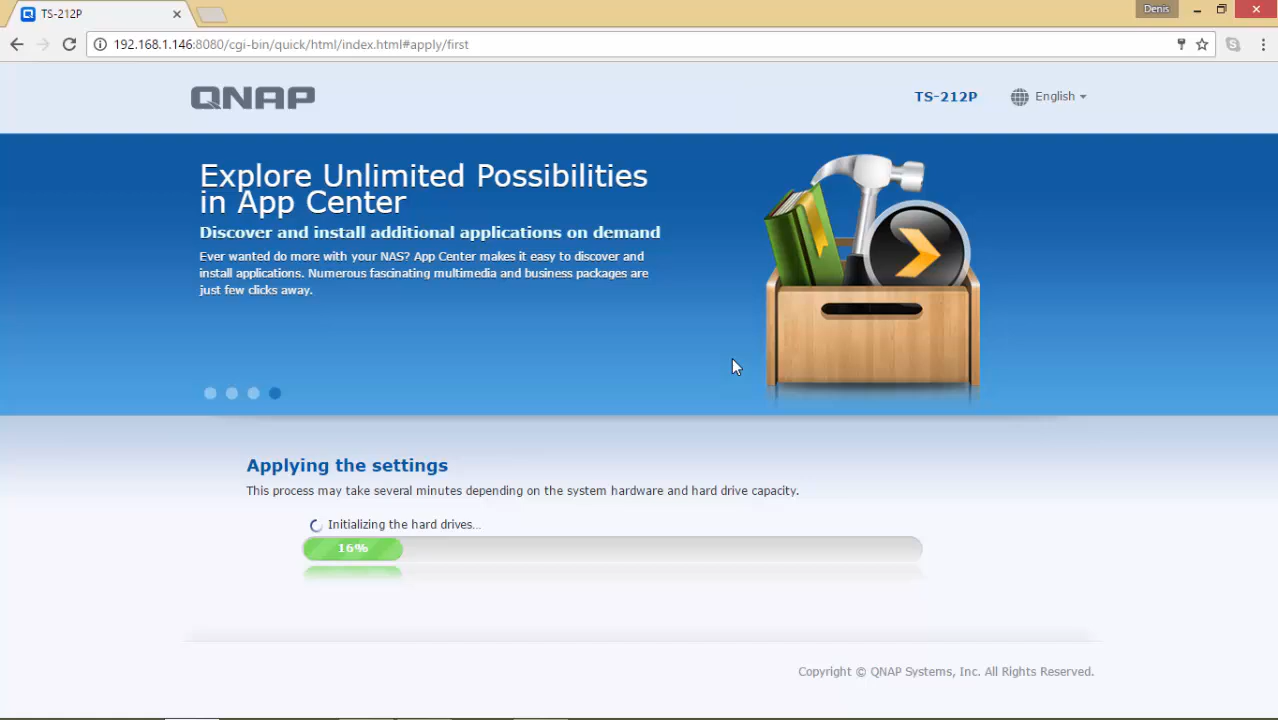 TS-212P
Denis
192.168.1.146:8080/cgi-bin/quick/html/index.html#apply/first
QNAP
TS-212P
English
Explore Unlimited Possibilities
in App Center
Discover and install additional applications on demand
Ever wanted do more with your NAS? App Center makes it easy to discover and
install applications. Numerous fascinating multimedia and business packages are
just few clicks away.
Applying the settings
This process may take several minutes depending on the system hardware and hard drive capacity.
Initializing the hard drives...
16%
Copyright © QNAP Systems, Inc. All Rights Reserved.